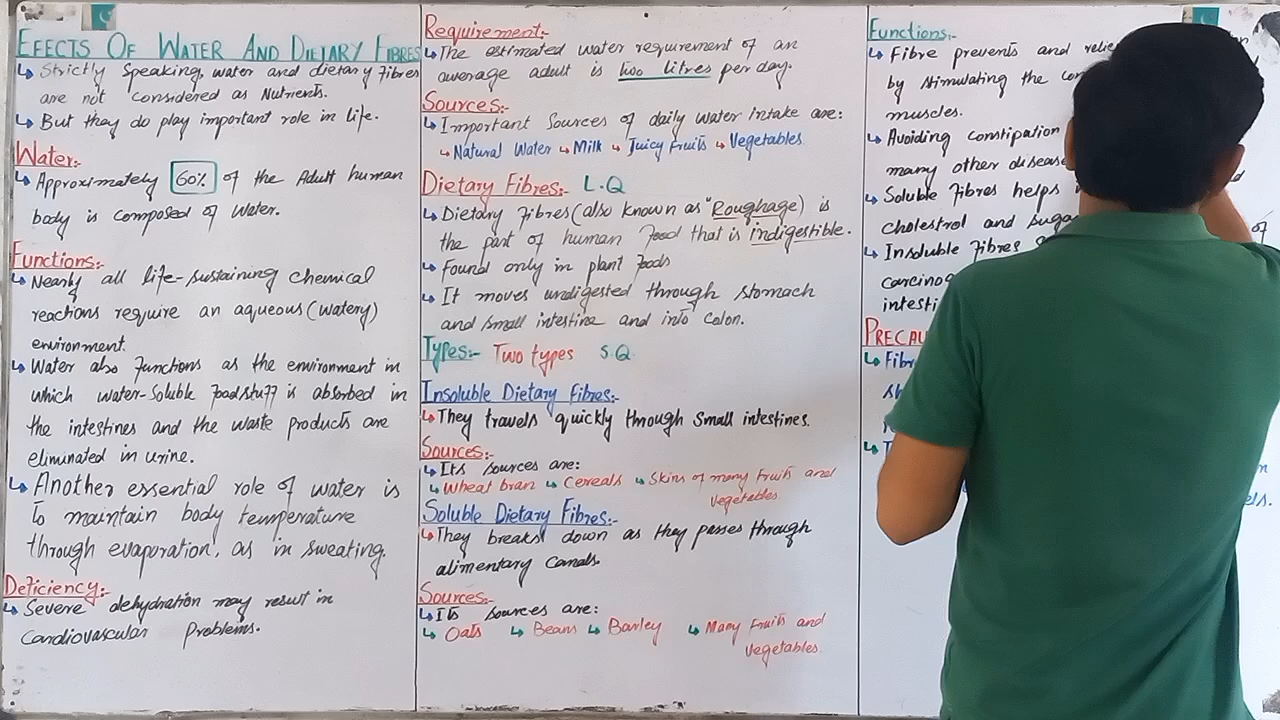 EFFECTS OF WATER AND DIETARY FIBRES
Strictly speaking, water and dietary fibres
are not considered as Nutrients.
But they do play important role in life.
Water:-
Approximately 60% of the Adult human
body is composed of water.
Functions:-
Nearly all life-sustaining chemical
reactions require an aqueous (watery)
environment.
Water also functions as the environment in
which water-soluble foodstuff is absorbed in
the intestines and the waste products are
eliminated in urine.
Another essential role of water is
to maintain body temperature
through evaporation, as in sweating.
Deficiency:-
Severe dehydration may result in
cardiovascular problems.
Requirement:-
The estimated water requirement of an
average adult is two litres per day.
Sources:-
Important Sources of daily water intake are:
Natural Water Milk Juicy fruits Vegetables
Dietary Fibres:- L.Q
Dietary fibres (also known as "Roughage) is
the part of human food that is indigestible.
Found only in plant foods
It moves undigested through stomach
and small intestine and into colon.
Types:- Two types S.Q
Insoluble Dietary Fibres:-
They travels quickly through small intestines.
Sources:-
Its sources are:
Wheat bran Cereals Skins of many fruits and
vegetables.
Soluble Dietary Fibres:-
They breaks down as they passes through
alimentary canals.
Sources:-
Its sources are:
Oats Beans Barley Many fruits and
vegetables.
Functions:-
Fibre prevents and
by stimulating the
muscles.
Avoiding constipation
many other
Soluble fibres helps
cholestrol and
of
Insoluble Fibres